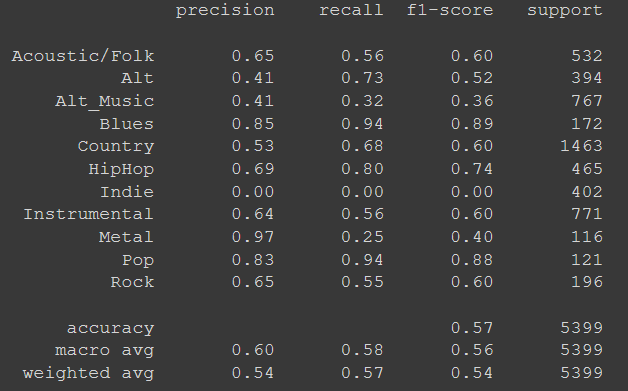 precision recall f1-score support
Acoustic/Folk 0.65 0.56 0.60 532
Alt 0.41 0.73 0.52 394
Alt_Music 0.41 0.32 0.36 767
Blues 0.85 0.94 0.89 172
Country 0.53 0.68 0.60 1463
HipHop 0.69 0.80 0.74 465
Indie 0.00 0.00 0.00 402
Instrumental 0.64 0.56 0.60 771
Metal 0.97 0.25 0.40 116
Pop 0.83 0.94 0.88 121
Rock 0.65 0.55 0.60 196
accuracy 0.57 5399
macro avg 0.60 0.58 0.56 5399
weighted avg 0.54 0.57 0.54 5399